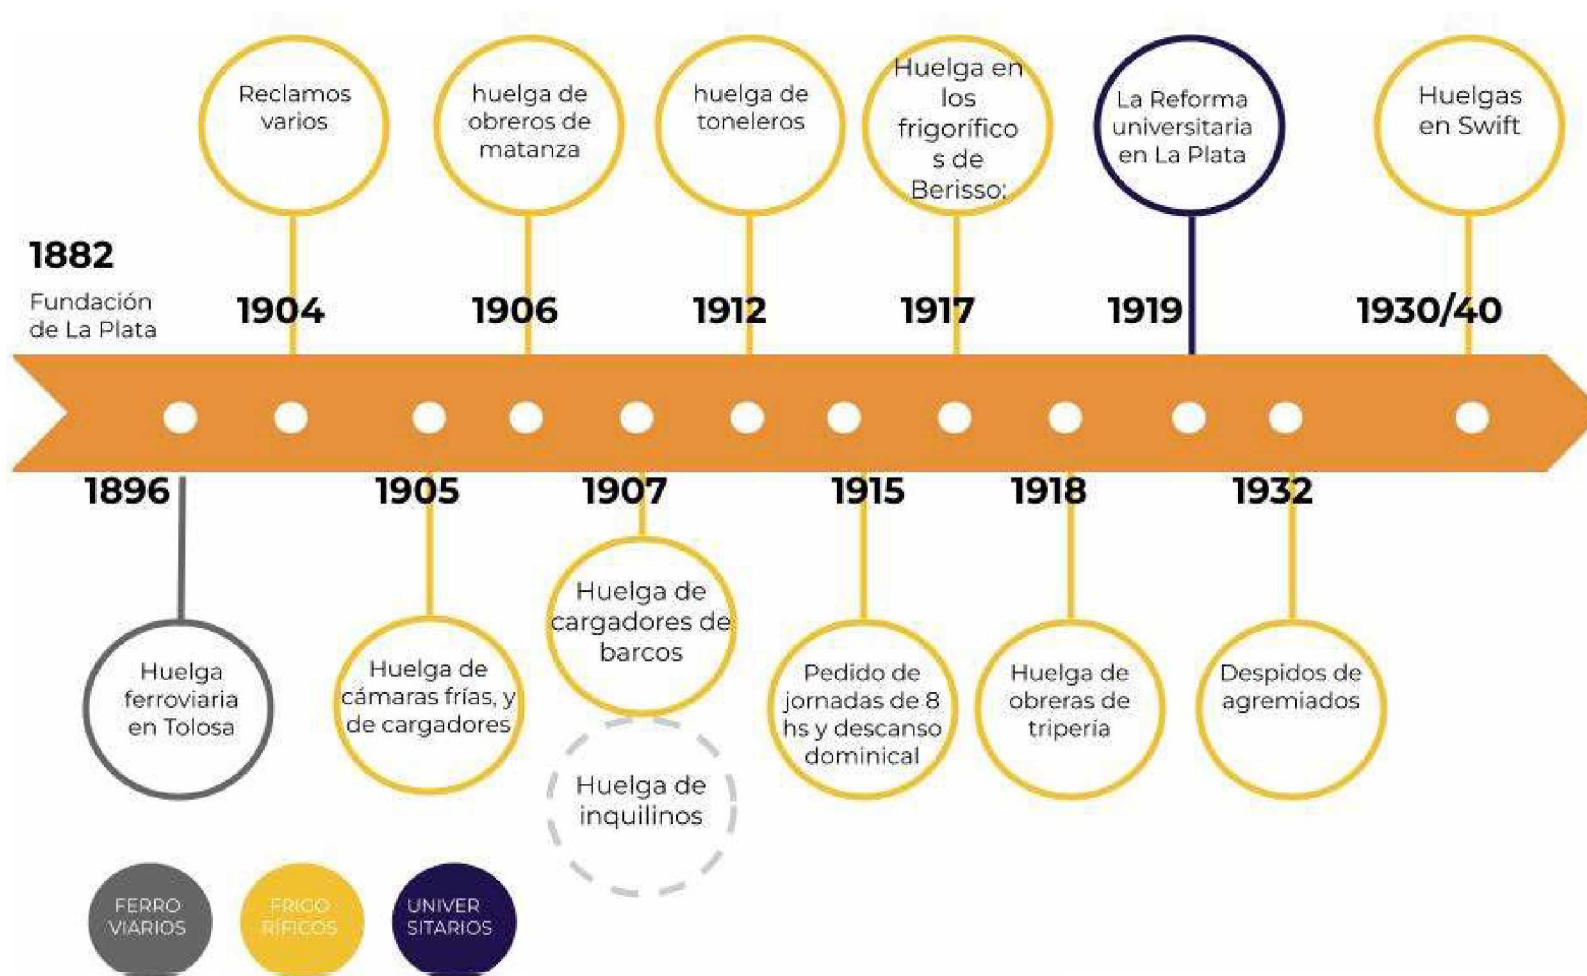 Reclamos
varios
huelga de
obreros de
matanza
huelga de
toneleros
Huelga en
los
frigorífico
s de
Berisso:
La Reforma
universitaria
en La Plata
Huelgas
en Swift
1882
Fundación
de La Plata
1904
1906
1912
1917
1919
1930/40
1896
1905
1907
1915
1918
1932
Huelga
ferroviaria
en Tolosa
Huelga de
cámaras frías, y
de cargadores
Huelga de
cargadores de
barcos
Huelga de
inquilinos
Pedido de
jornadas de 8
hs y descanso
dominical
Huelga de
obreras de
tripería
Despidos de
agremiados
FERRO
VIARIOS
FRIGO
RÍFICOS
UNIVER
SITARIOS